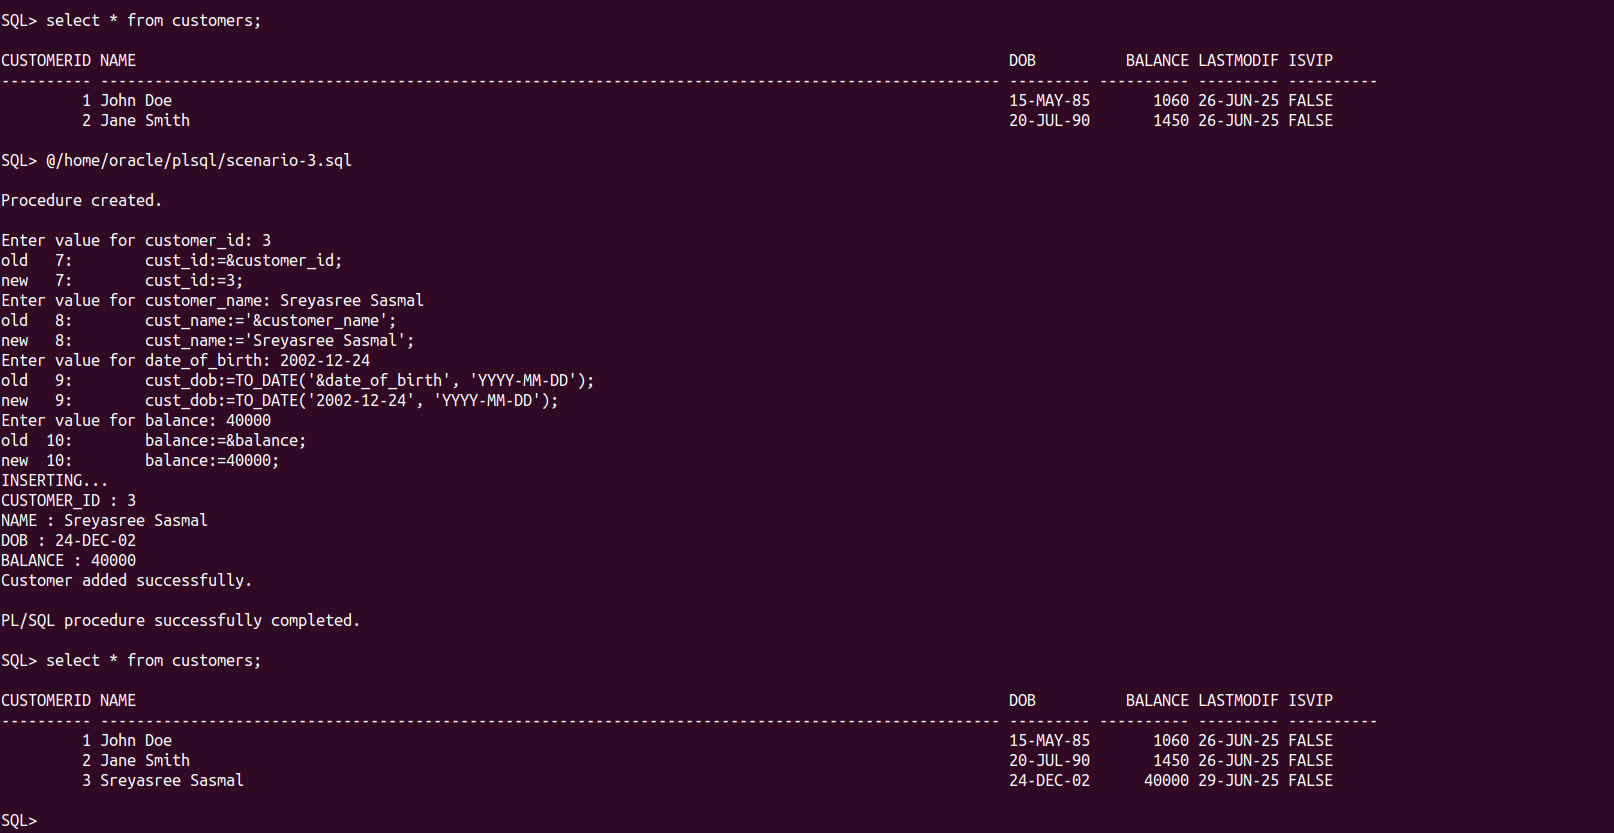 SQL> select * from customers;
CUSTOMERID NAME                                                                                                 DOB          BALANCE LASTMODIF ISVIP
---------- ---------------------------------------------------------------------------------------------------- --------- ---------- --------- ----------
         1 John Doe                                                                                             15-MAY-85       1060 26-JUN-25 FALSE
         2 Jane Smith                                                                                           20-JUL-90       1450 26-JUN-25 FALSE
SQL> @/home/oracle/plsql/scenario-3.sql
Procedure created.
Enter value for customer_id: 3
old   7:        cust_id:=&customer_id;
new   7:        cust_id:=3;
Enter value for customer_name: Sreyasree Sasmal
old   8:        cust_name:='&customer_name';
new   8:        cust_name:='Sreyasree Sasmal';
Enter value for date_of_birth: 2002-12-24
old   9:        cust_dob:=TO_DATE('&date_of_birth', 'YYYY-MM-DD');
new   9:        cust_dob:=TO_DATE('2002-12-24', 'YYYY-MM-DD');
Enter value for balance: 40000
old  10:        balance:=&balance;
new  10:        balance:=40000;
INSERTING...
CUSTOMER_ID : 3
NAME : Sreyasree Sasmal
DOB : 24-DEC-02
BALANCE : 40000
Customer added successfully.
PL/SQL procedure successfully completed.
SQL> select * from customers;
CUSTOMERID NAME                                                                                                 DOB          BALANCE LASTMODIF ISVIP
---------- ---------------------------------------------------------------------------------------------------- --------- ---------- --------- ----------
         1 John Doe                                                                                             15-MAY-85       1060 26-JUN-25 FALSE
         2 Jane Smith                                                                                           20-JUL-90       1450 26-JUN-25 FALSE
         3 Sreyasree Sasmal                                                                                     24-DEC-02      40000 29-JUN-25 FALSE
SQL>